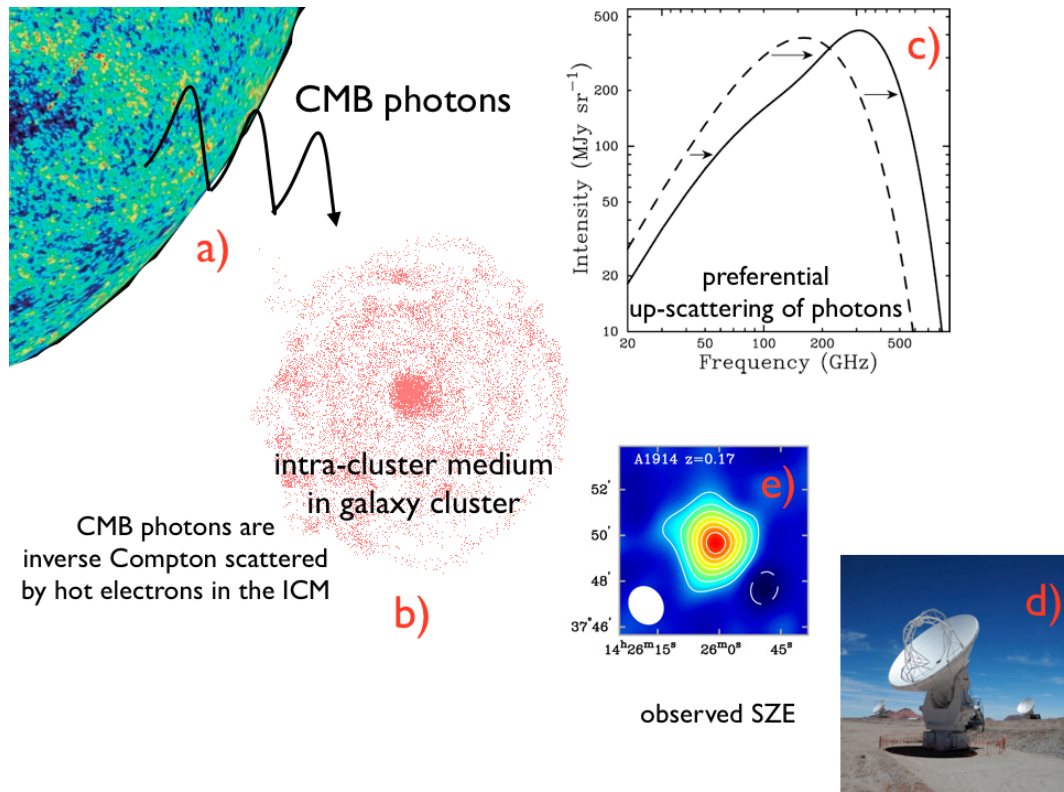 CMB photons
a)
intra-cluster medium
in galaxy cluster
CMB photons are
inverse Compton scattered
by hot electrons in the ICM
b)
c)
500
200
100
50
20
10
Intensity (MJy sr⁻¹)
preferential
up-scattering of photons
20 50 100 200 500
Frequency (GHz)
A1914 z=0.17
e)
52′
50′
48′
37°46′
14ʰ26ᵐ15ˢ 26ᵐ0ˢ 45ˢ
observed SZE
d)